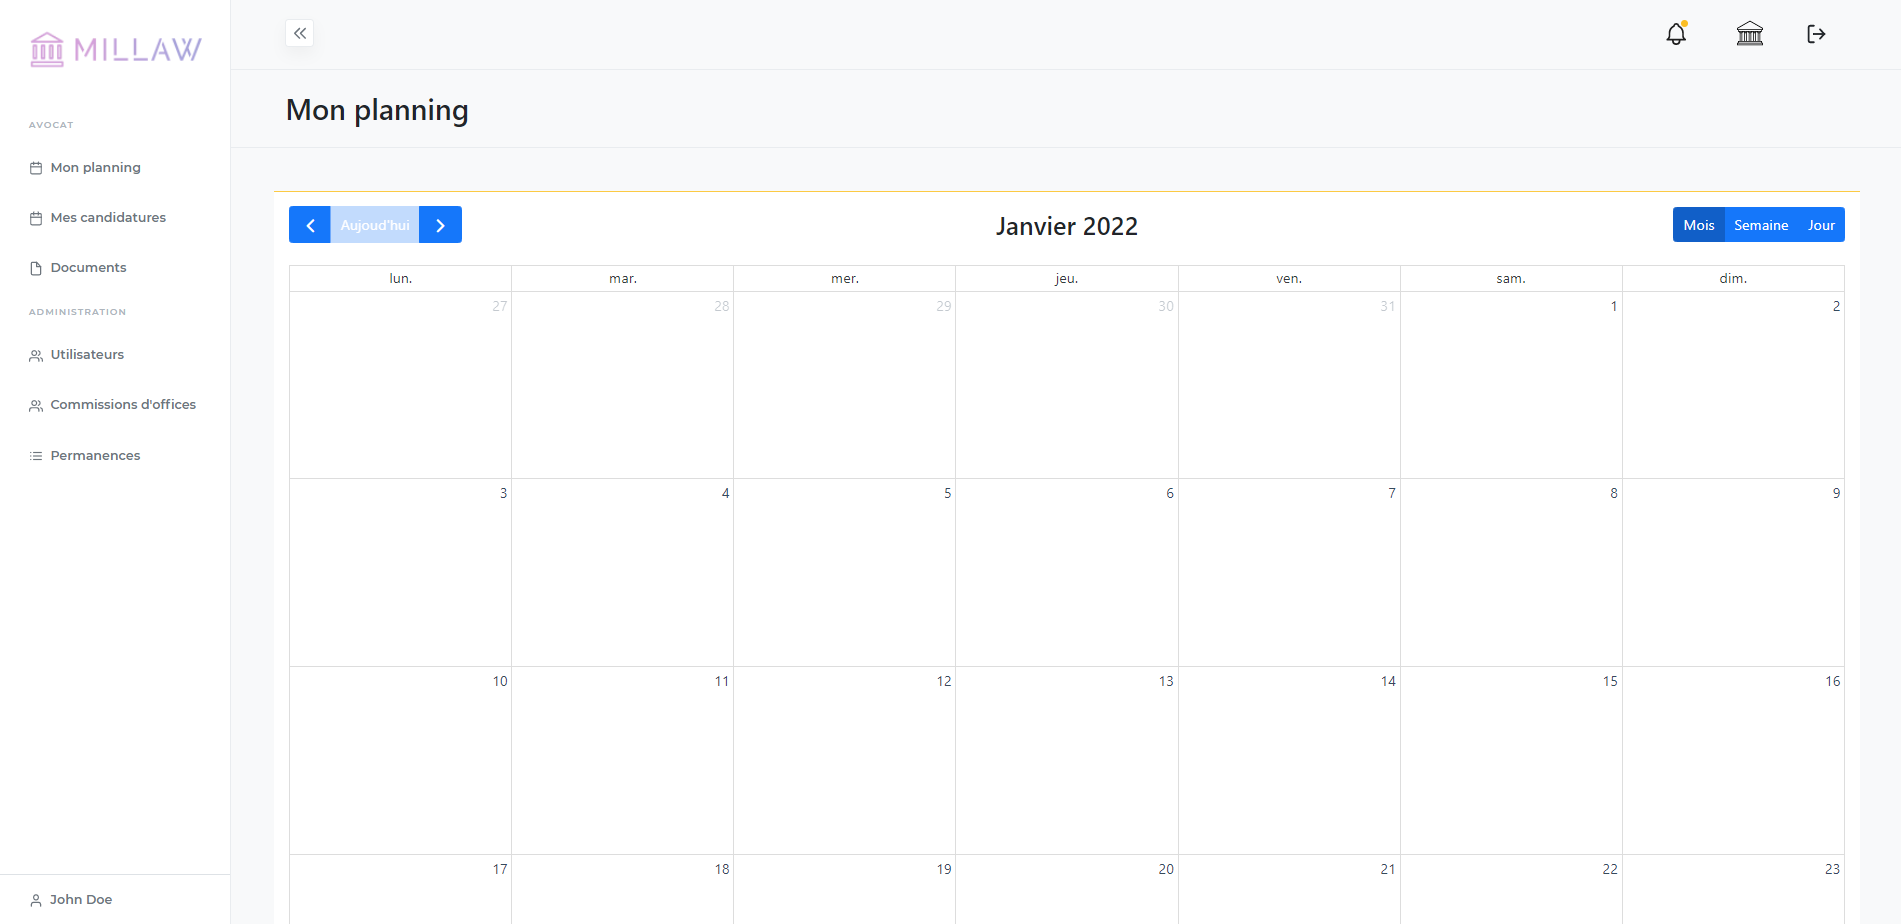 MILLAW
AVOCAT
Mon planning
Mes candidatures
Documents
ADMINISTRATION
Utilisateurs
Commissions d'offices
Permanences
John Doe
Mon planning
Aujourd'hui
Janvier 2022
Mois Semaine Jour
lun. mar. mer. jeu. ven. sam. dim.
27 28 29 30 31 1 2
3 4 5 6 7 8 9
10 11 12 13 14 15 16
17 18 19 20 21 22 23